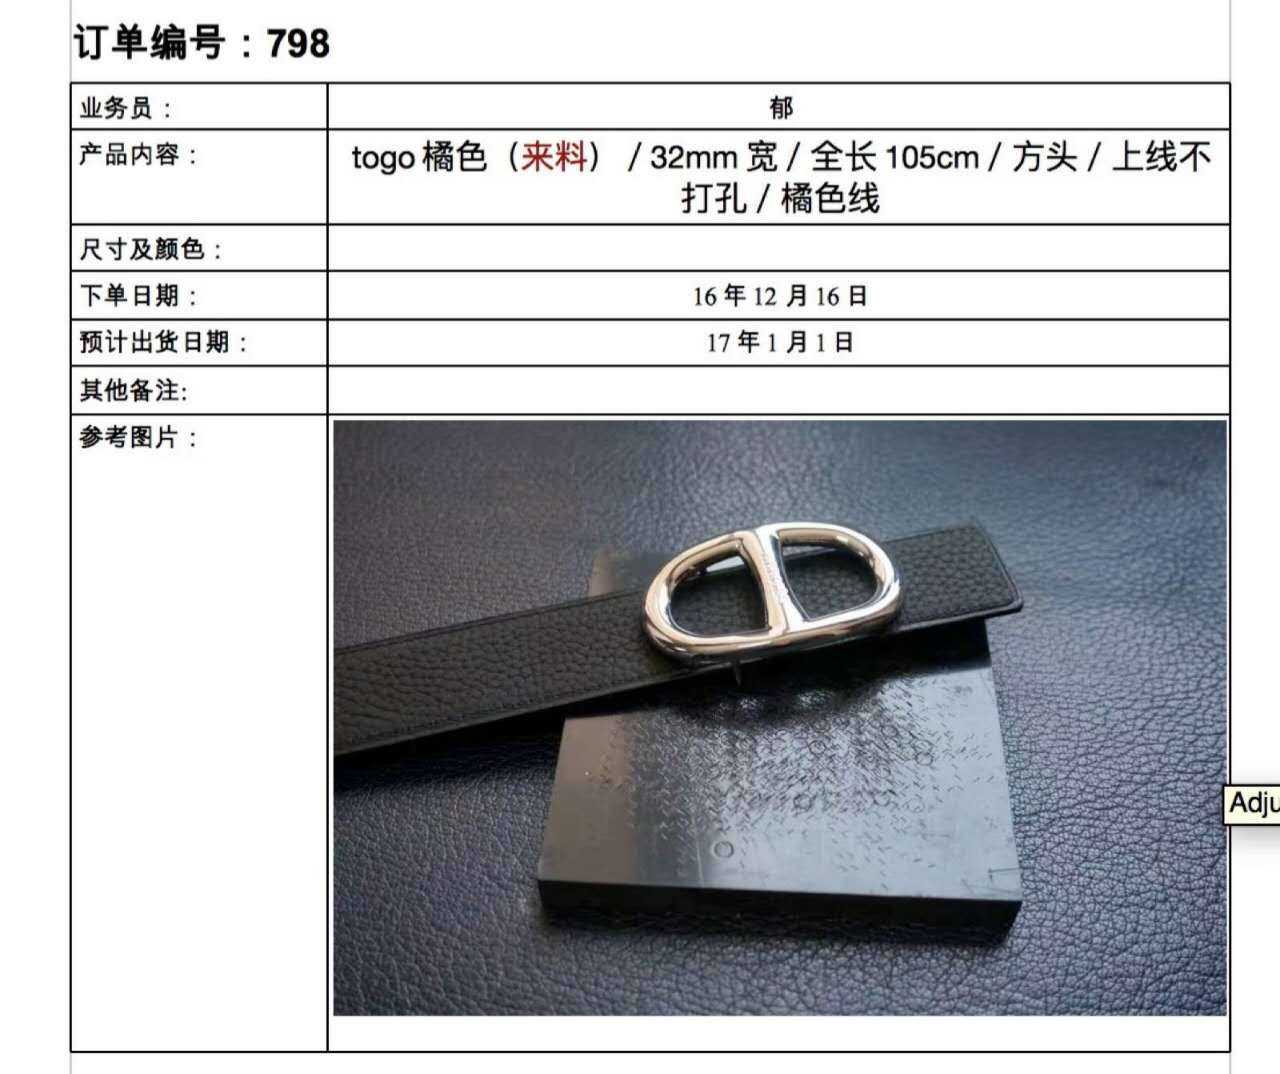 订单编号：798
业务员： 郁
产品内容： togo 橘色（来料） / 32mm 宽 / 全长 105cm / 方头 / 上线不
打孔 / 橘色线
尺寸及颜色：
下单日期： 16 年 12 月 16 日
预计出货日期： 17 年 1 月 1 日
其他备注:
参考图片：
Adju